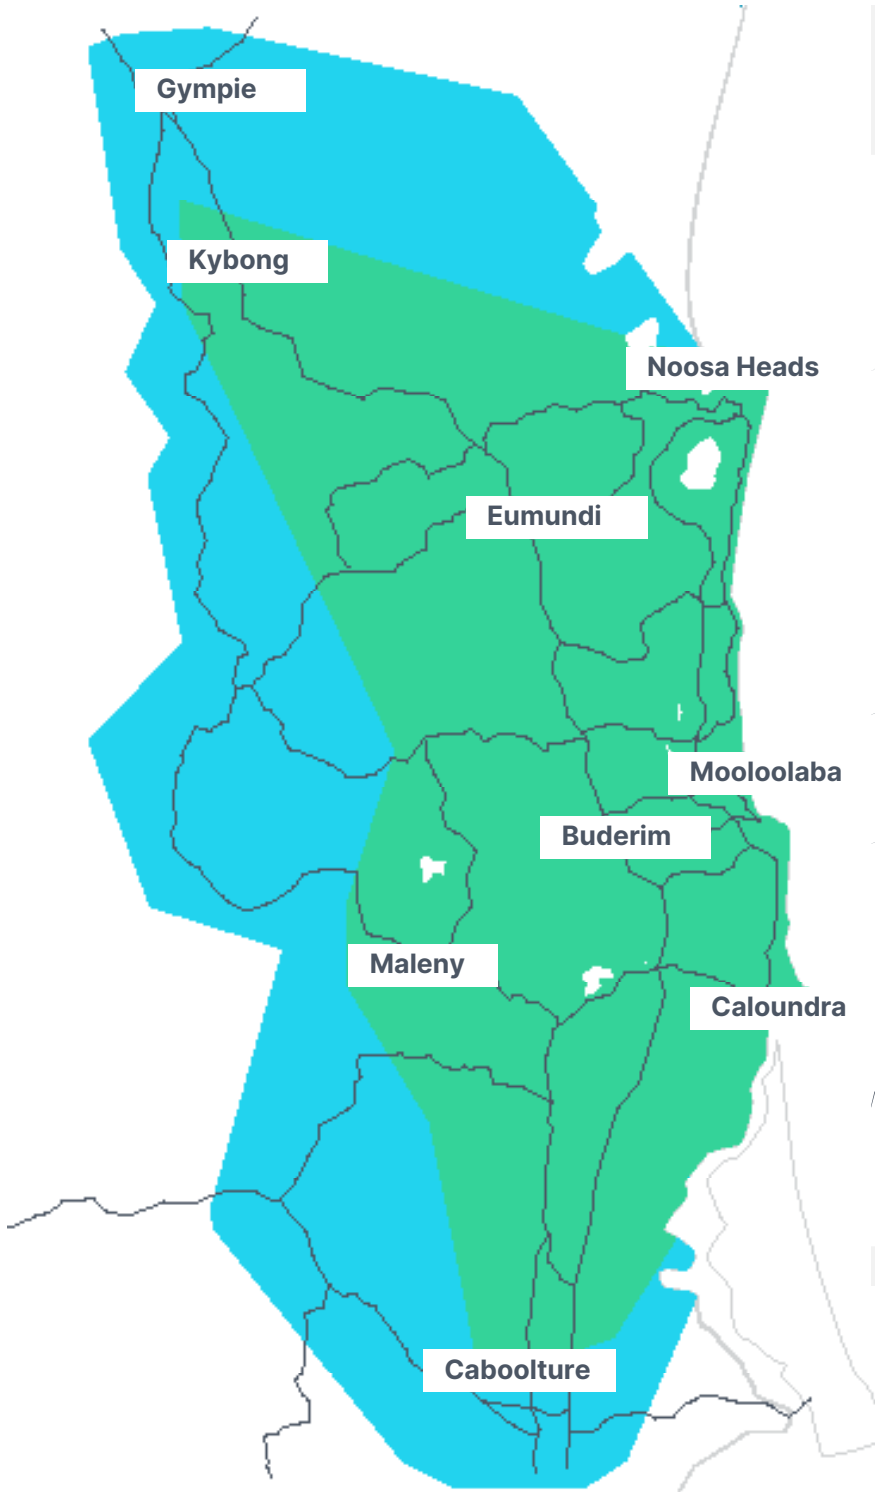 Gympie
Kybong
Noosa Heads
Eumundi
Mooloolaba
Buderim
Maleny
Caloundra
Caboolture